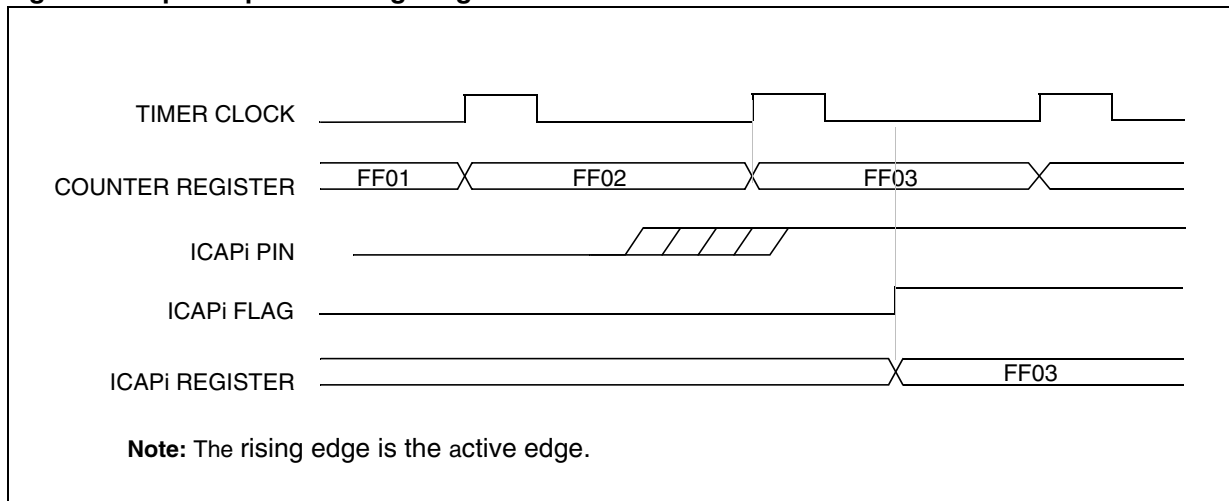 TIMER CLOCK
COUNTER REGISTER FF01 FF02 FF03
ICAPi PIN
ICAPi FLAG
ICAPi REGISTER FF03
Note: The rising edge is the active edge.